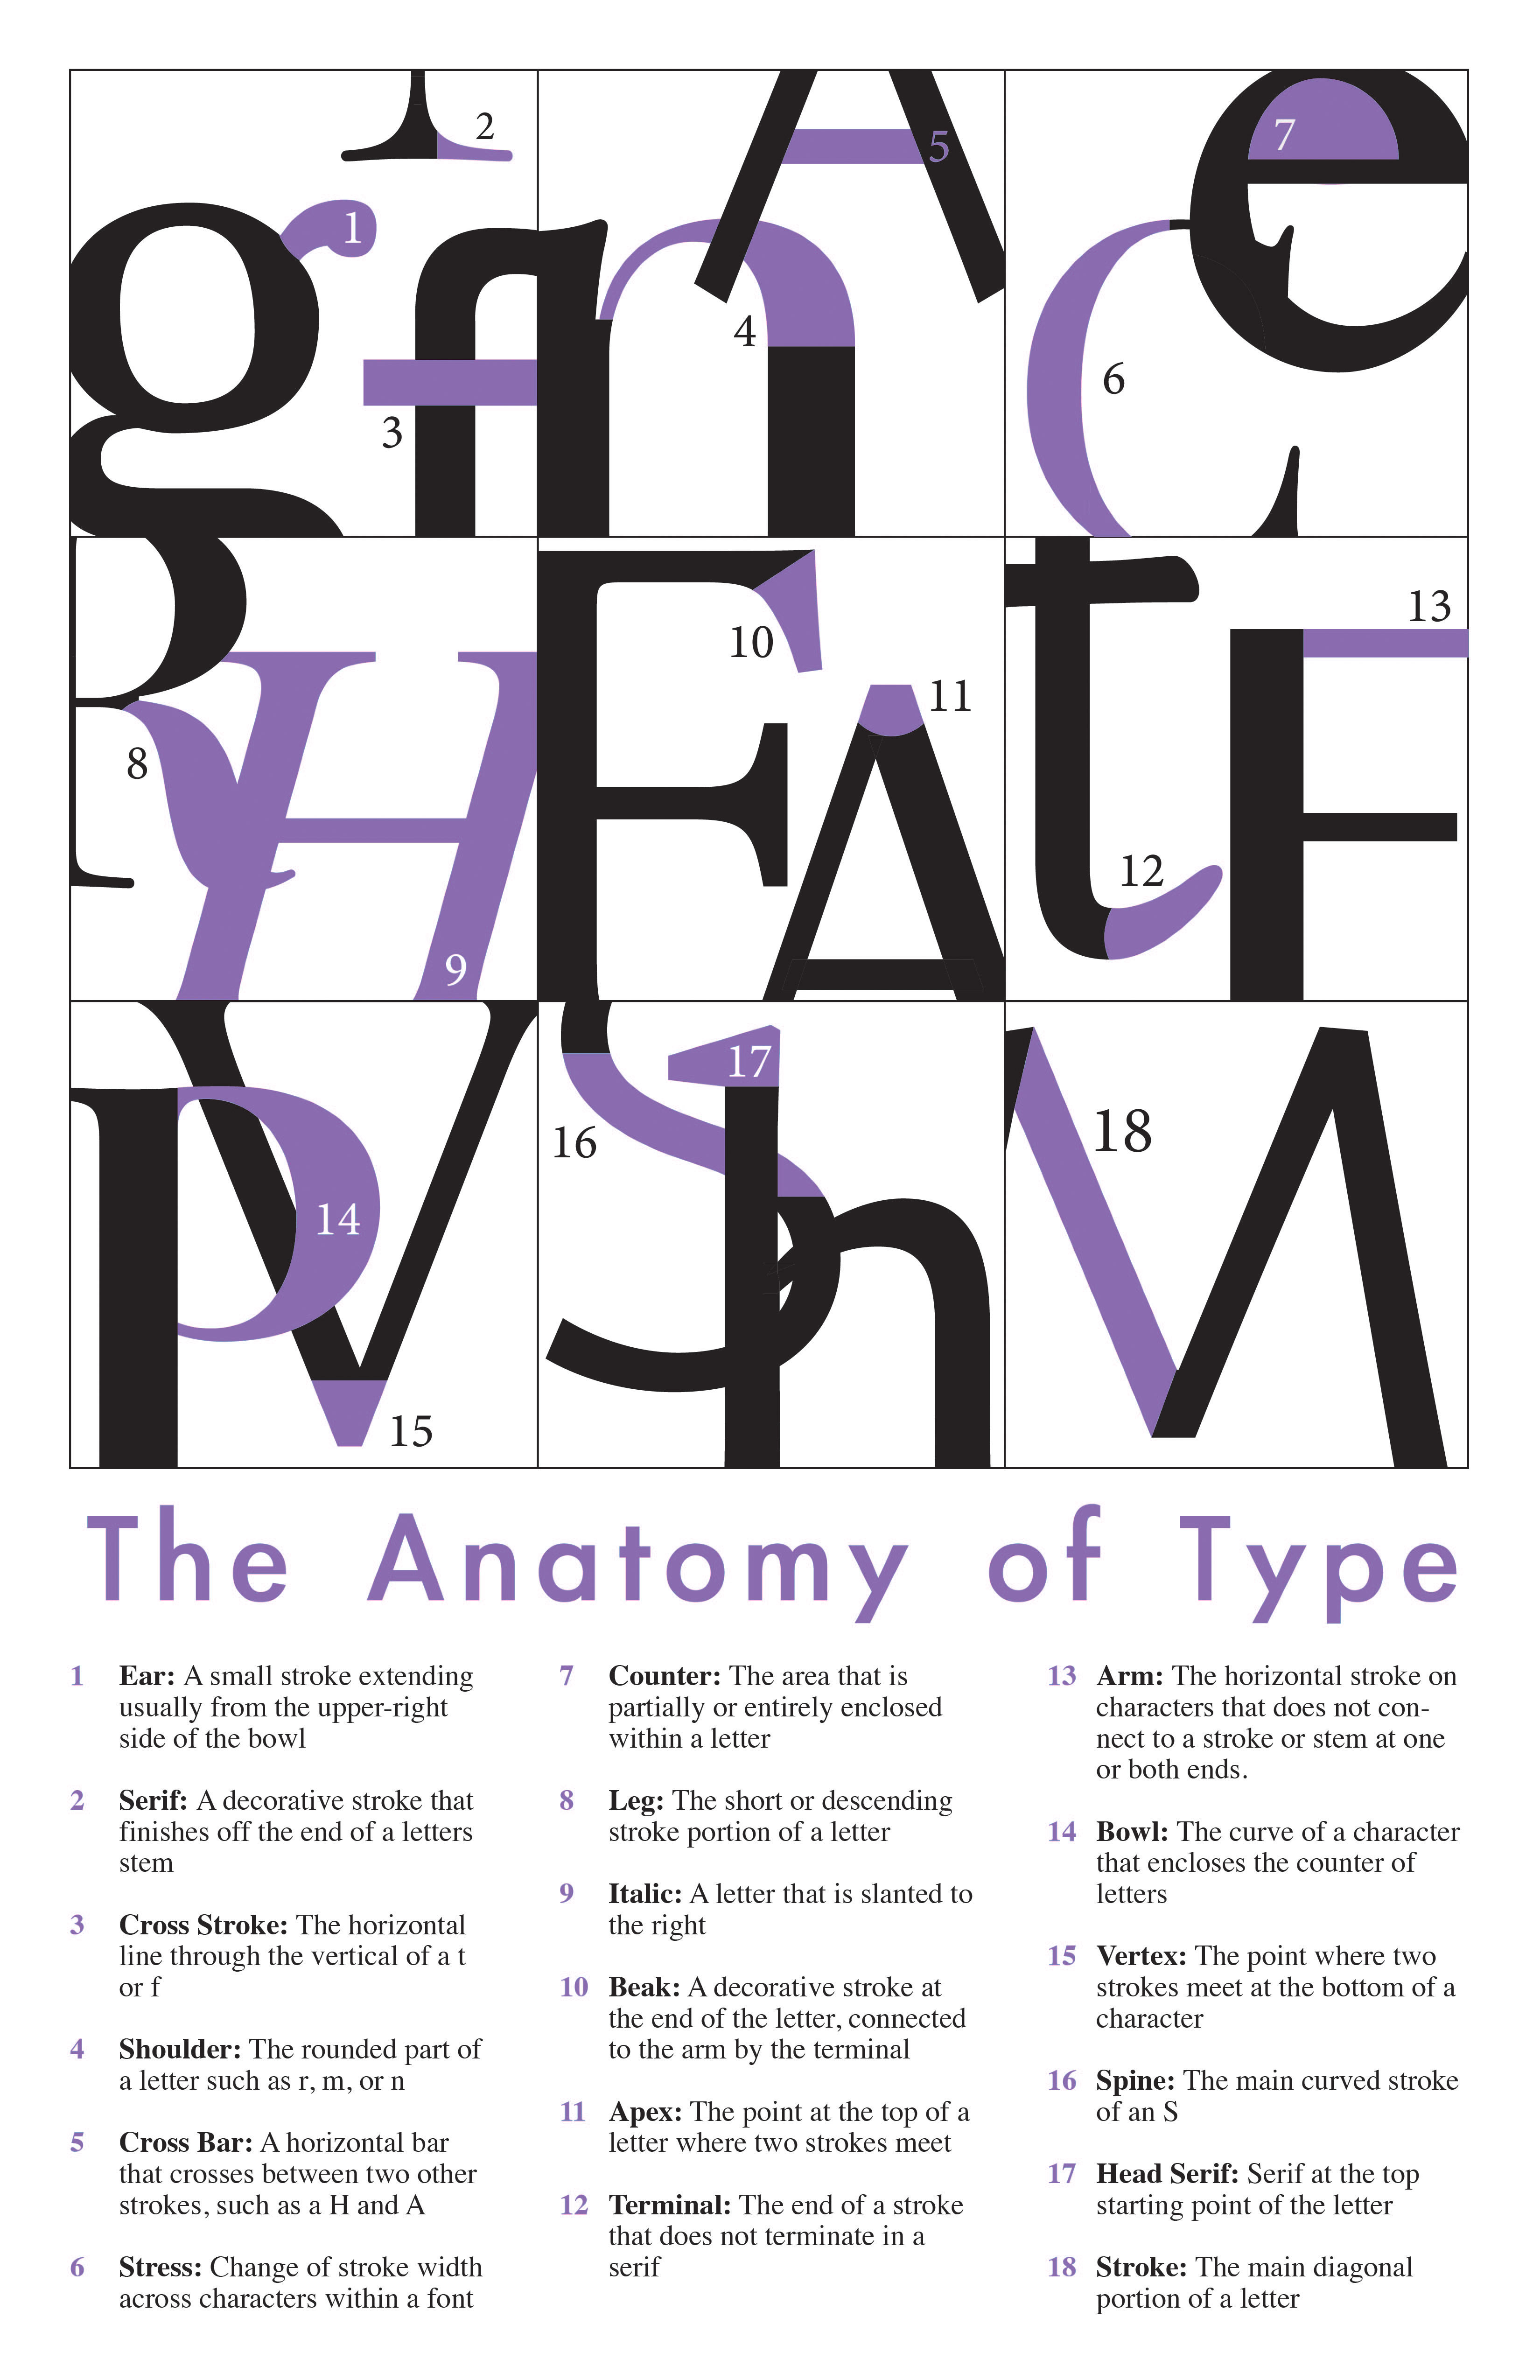 2
5
7
1
4
3
6
13
10
11
8
12
9
17
18
16
14
15
The Anatomy of Type
1 Ear: A small stroke extending
usually from the upper-right
side of the bowl
2 Serif: A decorative stroke that
finishes off the end of a letters
stem
3 Cross Stroke: The horizontal
line through the vertical of a t
or f
4 Shoulder: The rounded part of
a letter such as r, m, or n
5 Cross Bar: A horizontal bar
that crosses between two other
strokes, such as a H and A
6 Stress: Change of stroke width
across characters within a font
7 Counter: The area that is
partially or entirely enclosed
within a letter
8 Leg: The short or descending
stroke portion of a letter
9 Italic: A letter that is slanted to
the right
10 Beak: A decorative stroke at
the end of the letter, connected
to the arm by the terminal
11 Apex: The point at the top of a
letter where two strokes meet
12 Terminal: The end of a stroke
that does not terminate in a
serif
13 Arm: The horizontal stroke on
characters that does not con-
nect to a stroke or stem at one
or both ends.
14 Bowl: The curve of a character
that encloses the counter of
letters
15 Vertex: The point where two
strokes meet at the bottom of a
character
16 Spine: The main curved stroke
of an S
17 Head Serif: Serif at the top
starting point of the letter
18 Stroke: The main diagonal
portion of a letter